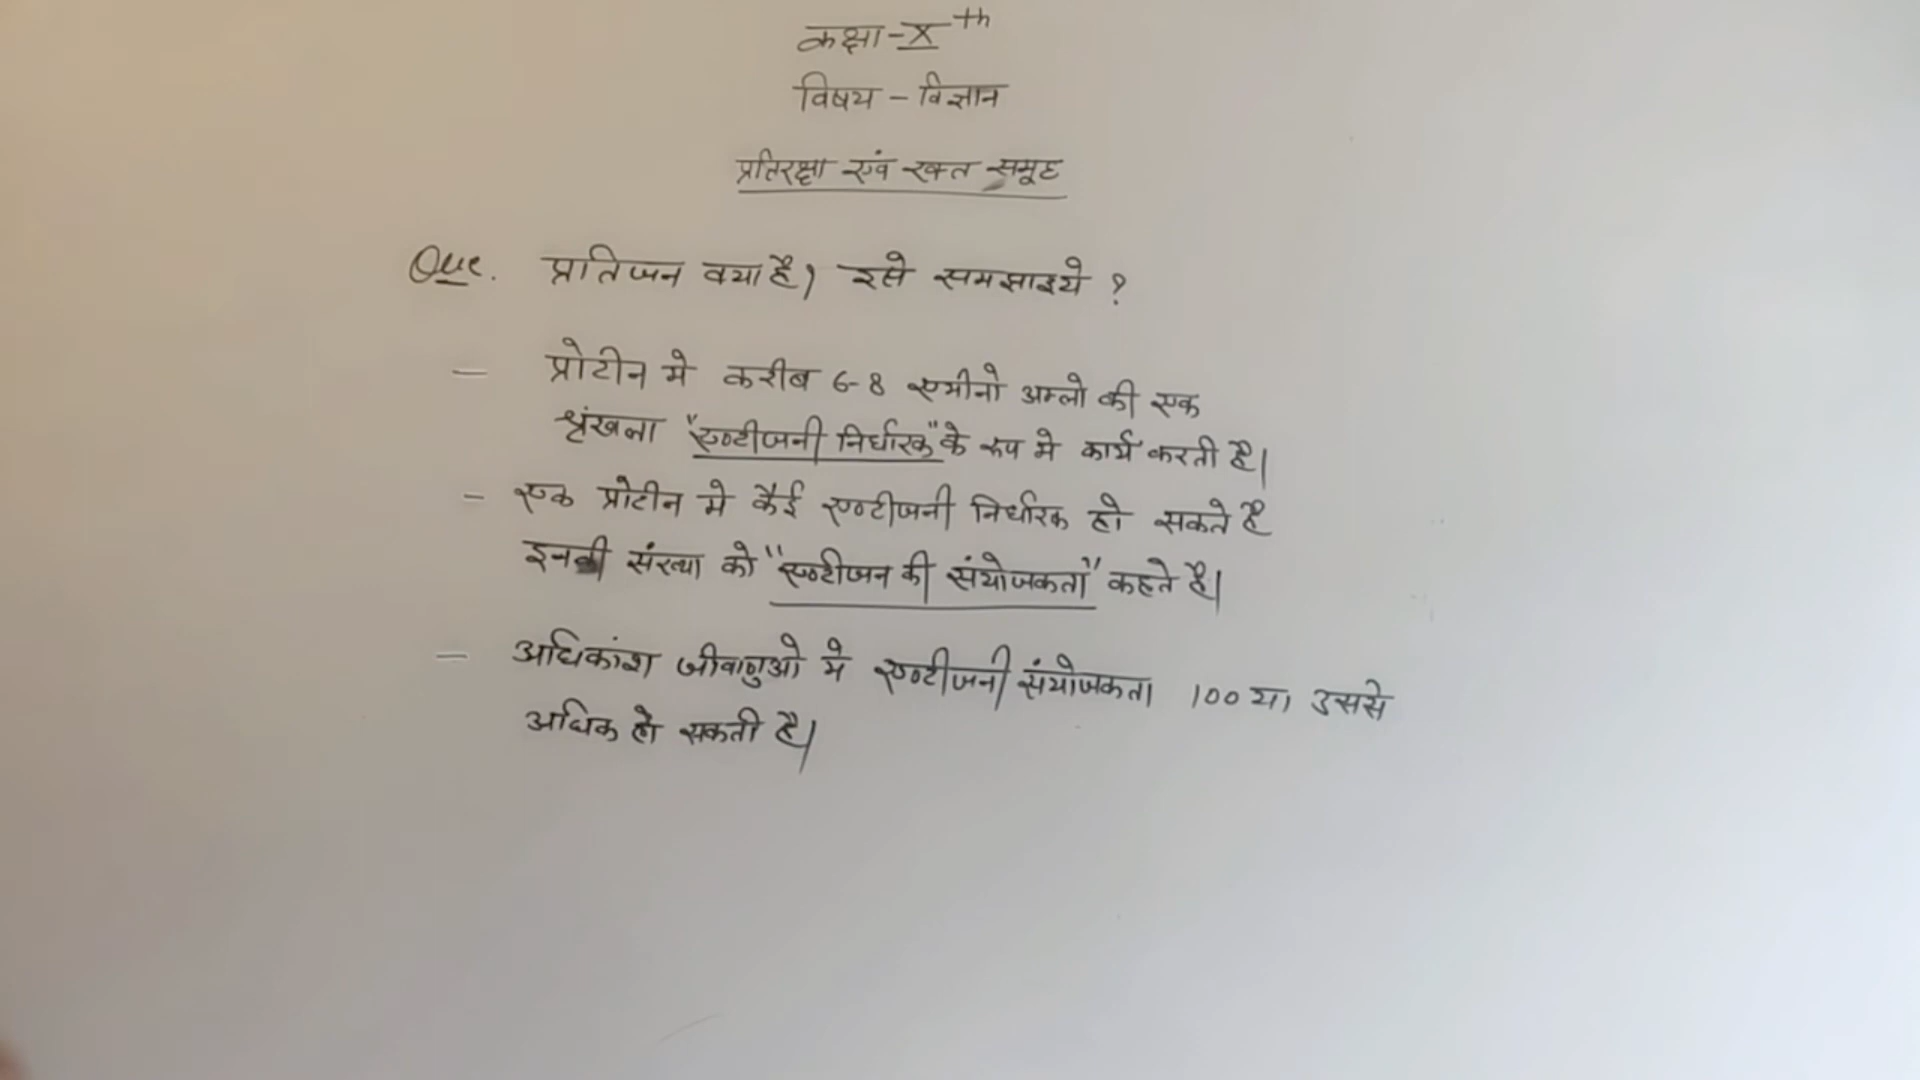 कक्षा - X th
विषय - विज्ञान
प्रतिरक्षा एवं रक्त समूह
Que. प्रतिजन क्या है। इसे समझाइये ?
- प्रोटीन मे करीब 6-8 एमीनो अम्लो की एक
श्रृंखला "एण्टीजनी निर्धारक" के रूप मे कार्य करती है।
- एक प्रोटीन मे कैई एण्टीजनी निर्धारक हो सकते है
इनकी संख्या को "एण्टीजन की संयोजकता" कहते है।
- अधिकांश जीवाणुओ मे एण्टीजनी संयोजकता 100 या उससे
अधिक हो सकती है।